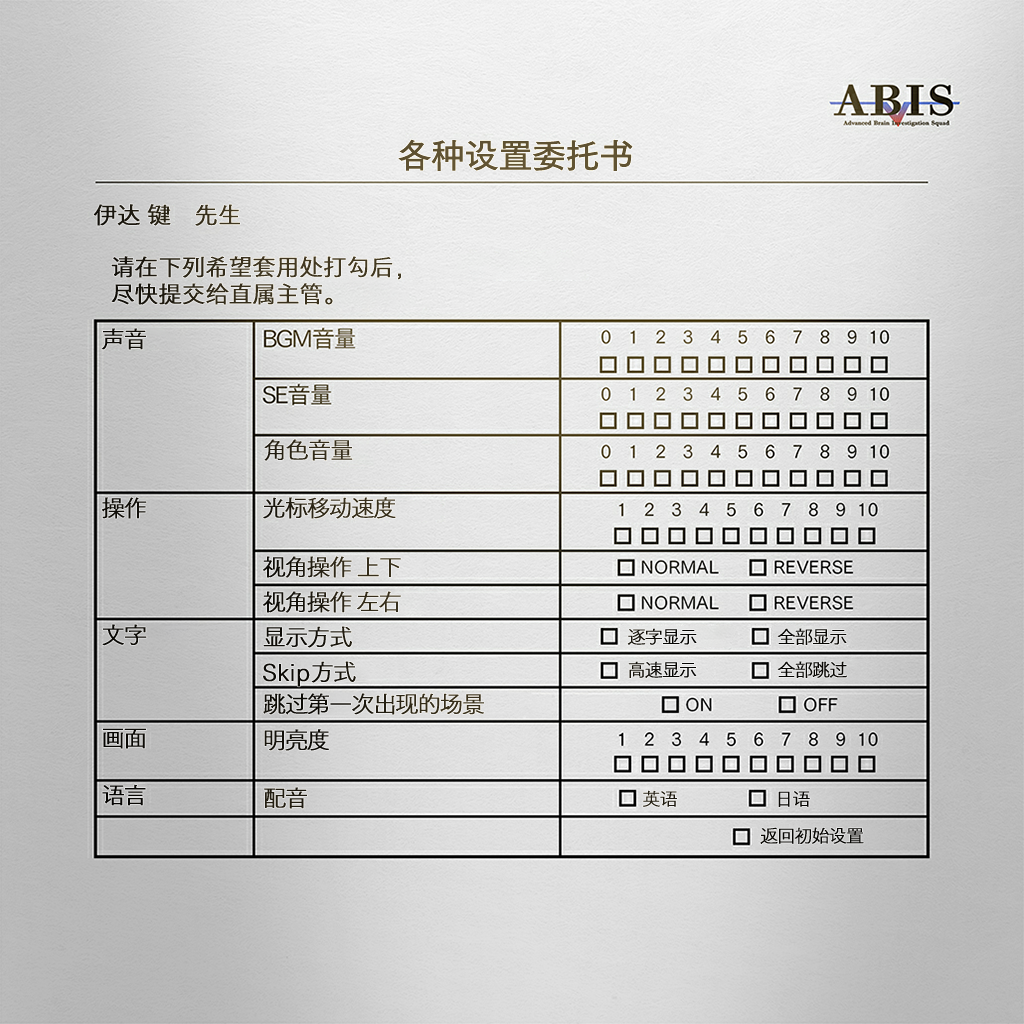 ABIS
Advanced Brain Investigation Squad
各种设置委托书
伊达 键 先生
请在下列希望套用处打勾后，
尽快提交给直属主管。
声音
BGM音量
0 1 2 3 4 5 6 7 8 9 10
SE音量
0 1 2 3 4 5 6 7 8 9 10
角色音量
0 1 2 3 4 5 6 7 8 9 10
操作
光标移动速度
1 2 3 4 5 6 7 8 9 10
视角操作 上下
NORMAL REVERSE
视角操作 左右
NORMAL REVERSE
文字
显示方式
逐字显示 全部显示
Skip方式
高速显示 全部跳过
跳过第一次出现的场景
ON OFF
画面
明亮度
1 2 3 4 5 6 7 8 9 10
语言
配音
英语 日语
返回初始设置